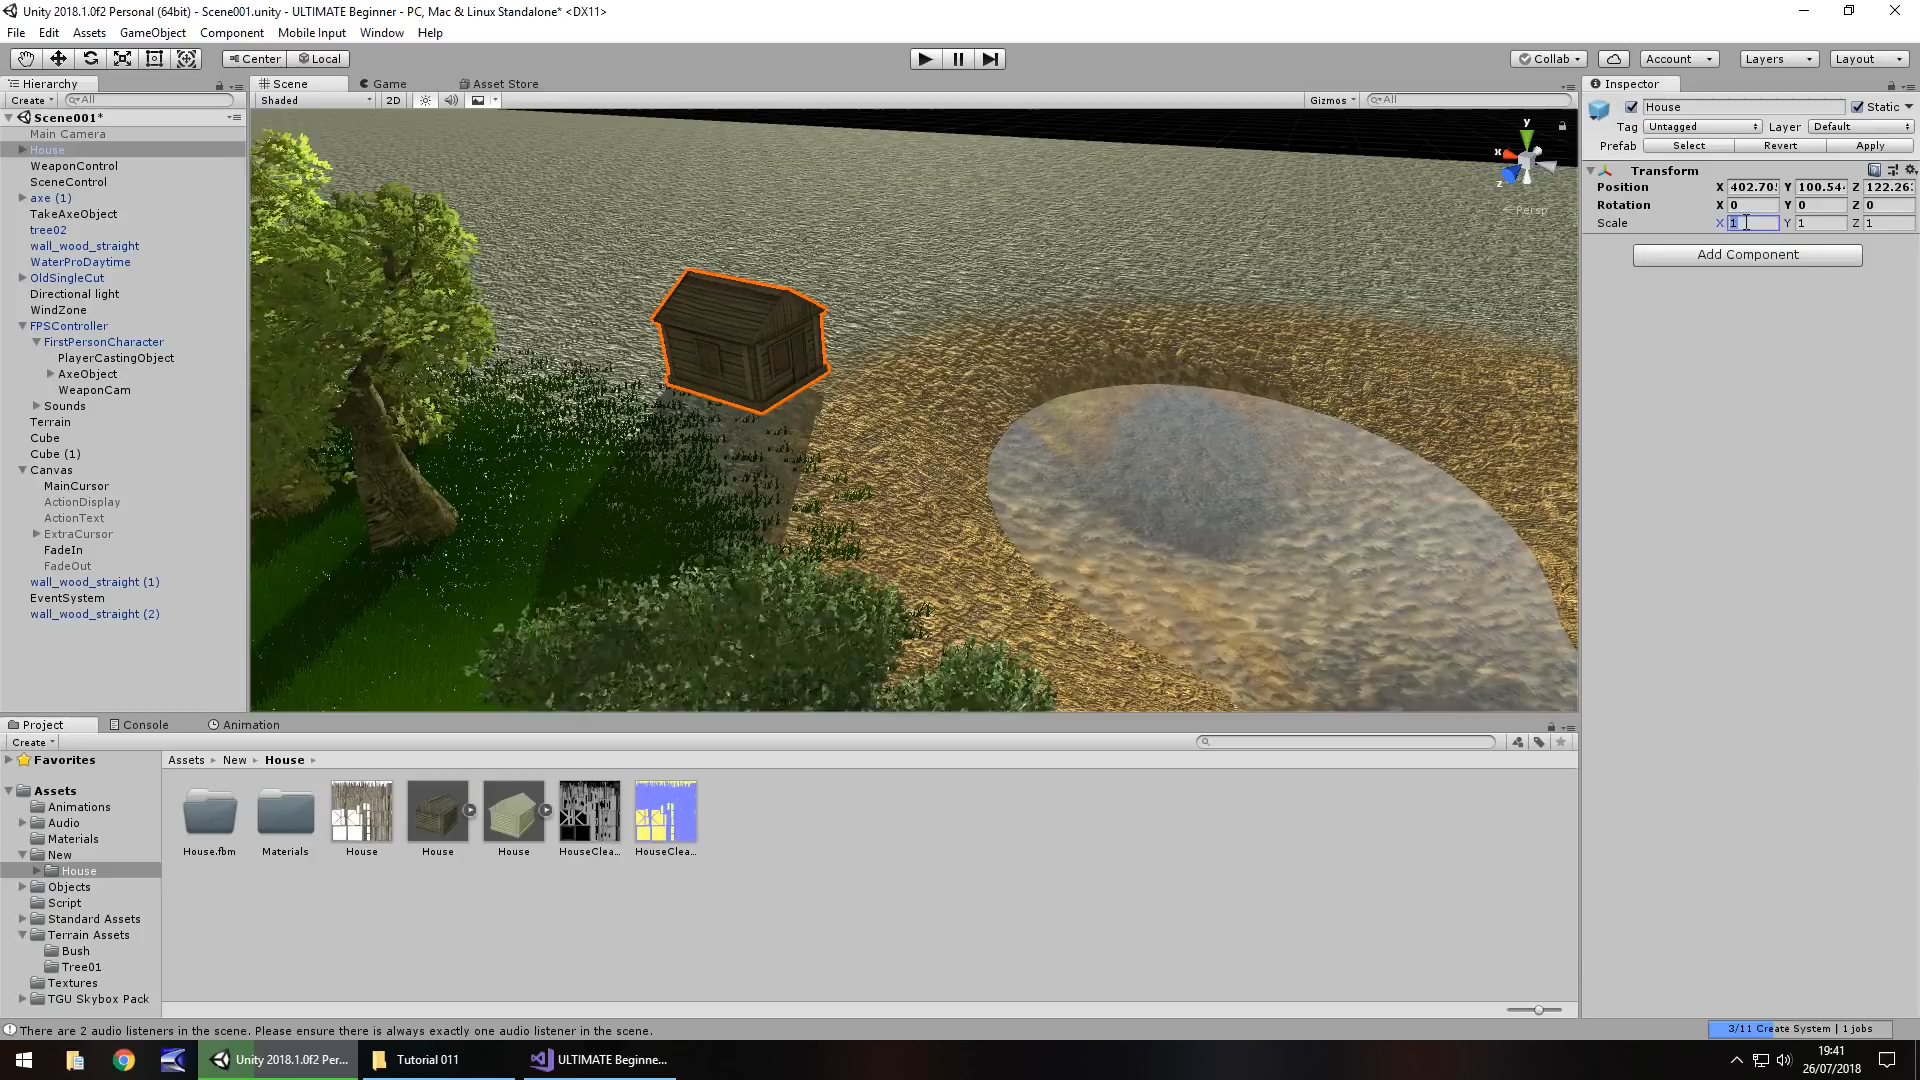 Unity 2018.1.0f2 Personal (64bit) - Scene001.unity - ULTIMATE Beginner - PC, Mac & Linux Standalone* <DX11>
File Edit Assets GameObject Component Mobile Input Window Help
Center Local Collab Account Layers Layout
Hierarchy Scene Game Asset Store Inspector
Create All Shaded 2D Gizmos All
House Static
Scene001*
Tag Untagged Layer Default
Main Camera
Prefab Select Revert Apply
House
WeaponControl
Transform
SceneControl
Position X 402.70 Y 100.54 Z 122.26
axe (1)
Rotation X 0 Y 0 Z 0
TakeAxeObject
Scale X 1 Y 1 Z 1
tree02
y
x
z
Persp
wall_wood_straight
Add Component
WaterProDaytime
OldSingleCut
Directional light
WindZone
FPSController
FirstPersonCharacter
PlayerCastingObject
AxeObject
WeaponCam
Sounds
Terrain
Cube
Cube (1)
Canvas
MainCursor
ActionDisplay
ActionText
ExtraCursor
FadeIn
FadeOut
wall_wood_straight (1)
EventSystem
wall_wood_straight (2)
Project Console Animation
Create
Favorites
Assets New House
Assets
Animations
Audio
Materials
New
House
Objects
Script
Standard Assets
Terrain Assets
Bush
Tree01
Textures
TGU Skybox Pack
House.fbm Materials House House House HouseClea... HouseClea...
There are 2 audio listeners in the scene. Please ensure there is always exactly one audio listener in the scene.
3/11 Create System | 1 jobs
Unity 2018.1.0f2 Per... Tutorial 011 ULTIMATE Beginne...
19:41
26/07/2018